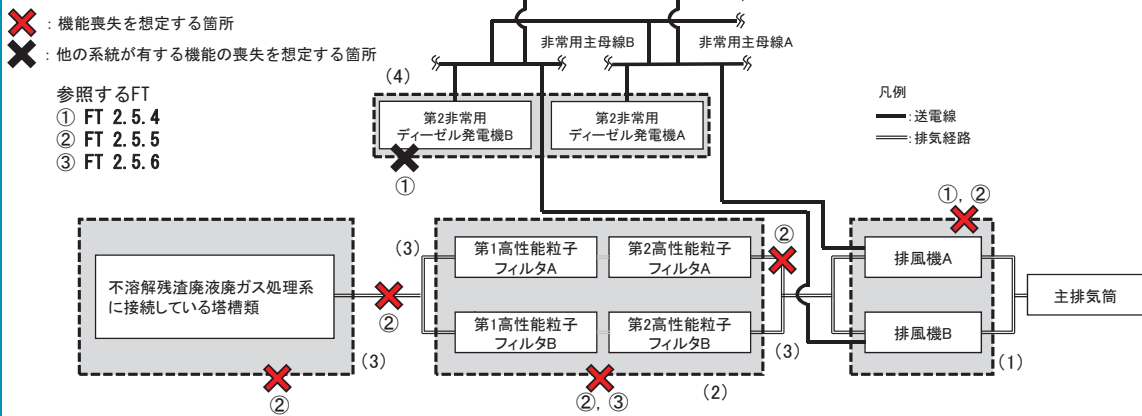 ：機能喪失を想定する箇所
：他の系統が有する機能の喪失を想定する箇所
参照するFT
① FT 2.5.4
② FT 2.5.5
③ FT 2.5.6
非常用主母線B
非常用主母線A
(4)
第2非常用
ディーゼル発電機B
第2非常用
ディーゼル発電機A
①
凡例
：送電線
：排気経路
①, ②
(3)
第1高性能粒子
フィルタA
第2高性能粒子
フィルタA
②
排風機A
不溶解残渣廃液廃ガス処理系
に接続している塔槽類
②
主排気筒
第1高性能粒子
フィルタB
第2高性能粒子
フィルタB
(3)
排風機B
(3)
②
②, ③
(2)
(1)